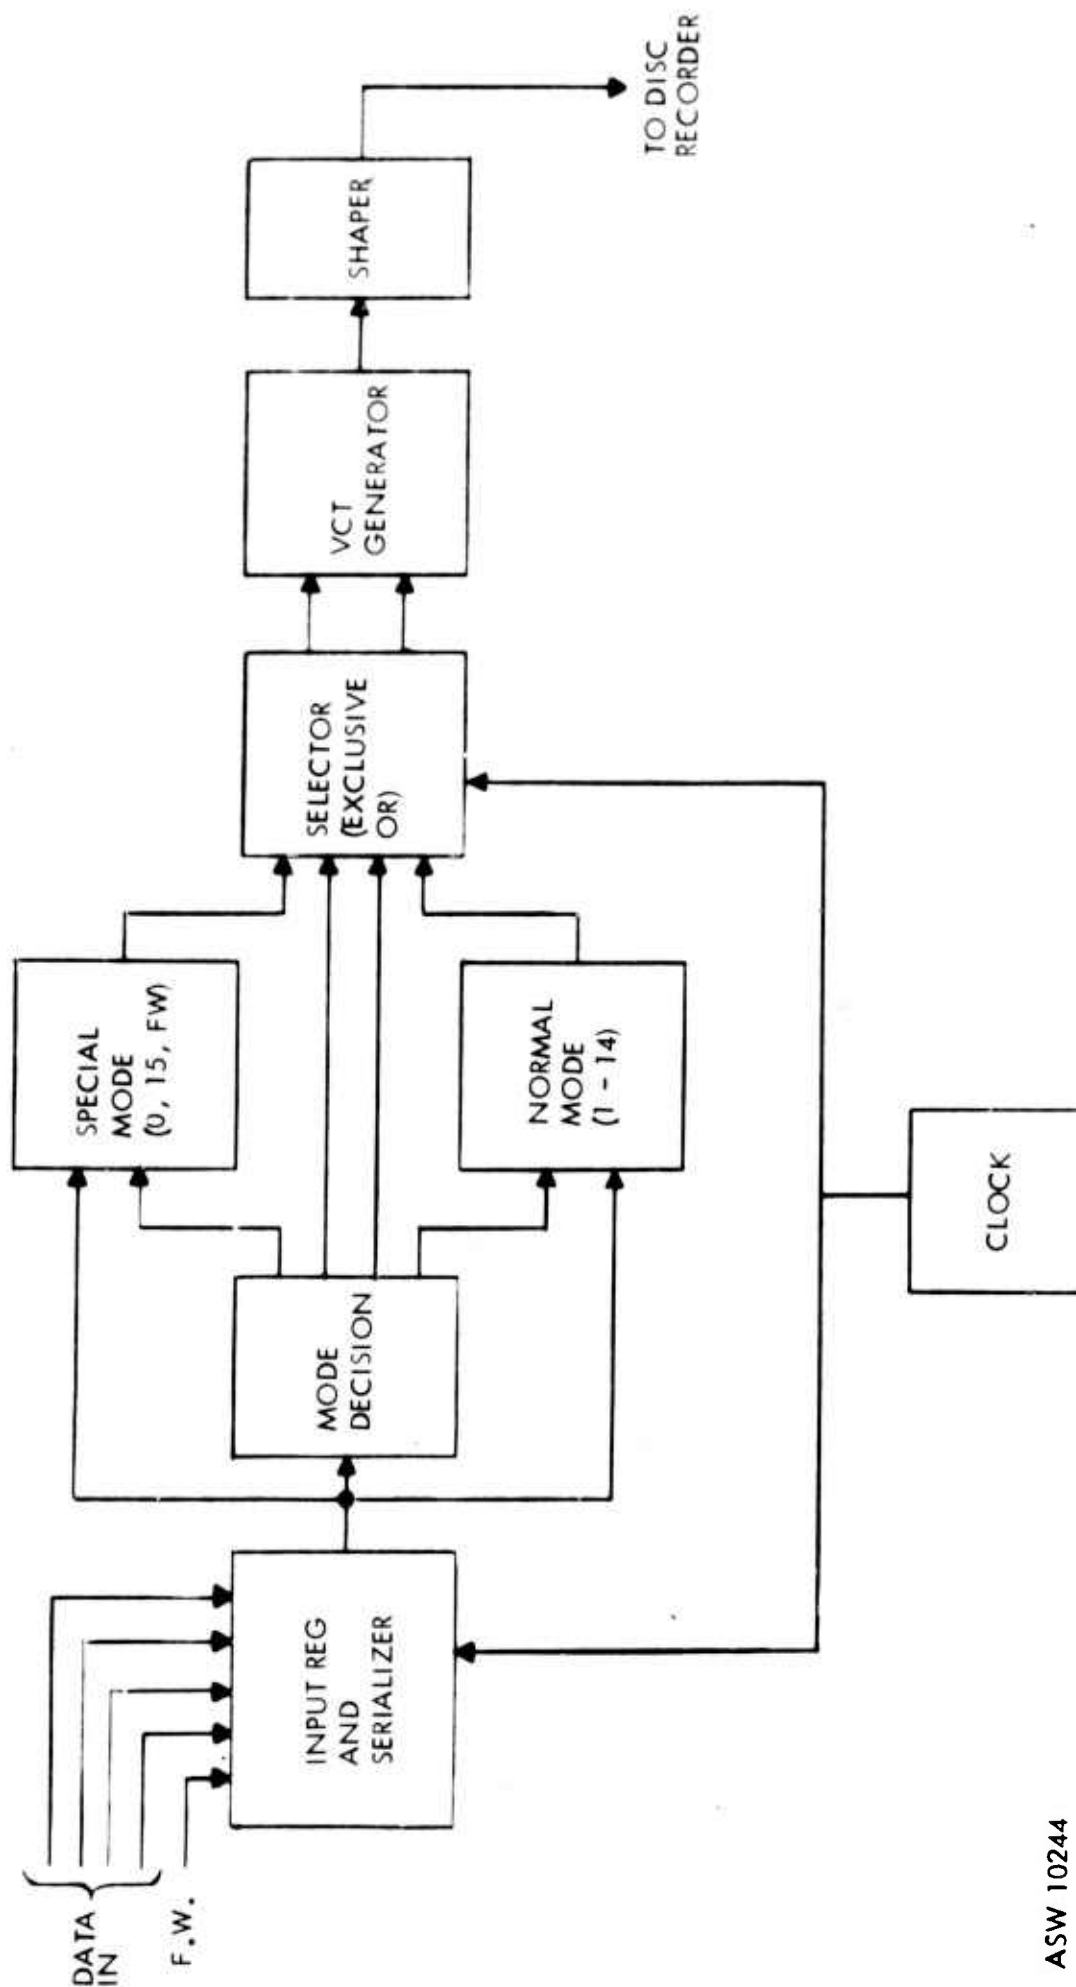 DATA
IN
F.W.
INPUT REG
AND
SERIALIZER
MODE
DECISION
SPECIAL
MODE
(0, 15, FW)
NORMAL
MODE
(1 - 14)
SELECTOR
(EXCLUSIVE
OR)
VCT
GENERATOR
SHAPER
TO DISC
RECORDER
CLOCK
ASW 10244